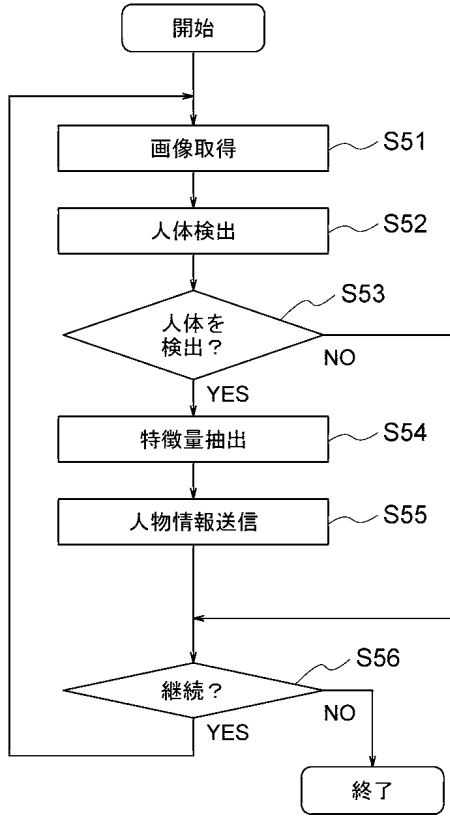 開始
画像取得
S51
人体検出
S52
人体を
検出?
S53
NO
YES
特徴量抽出
S54
人物情報送信
S55
継続?
S56
NO
YES
終了